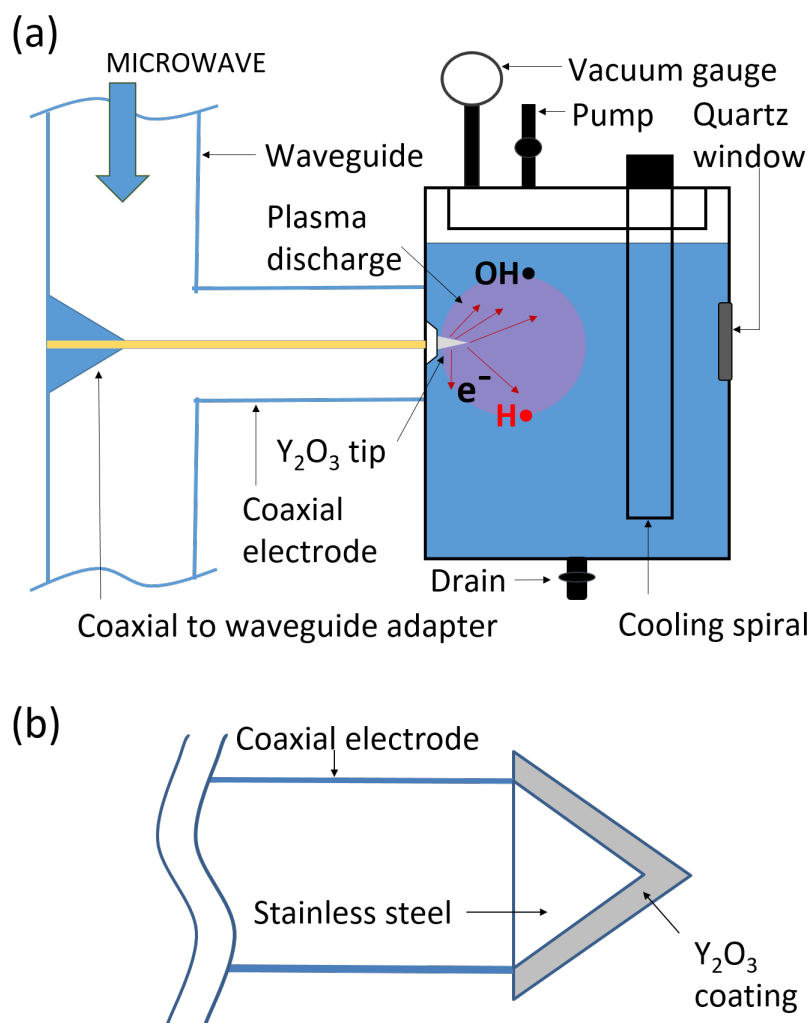 (a)
MICROWAVE
Vacuum gauge
Pump
Quartz
window
Waveguide
Plasma
discharge
OH•
e⁻
H•
Y₂O₃ tip
Coaxial
electrode
Drain
Coaxial to waveguide adapter
Cooling spiral
(b)
Coaxial electrode
Stainless steel
Y₂O₃
coating